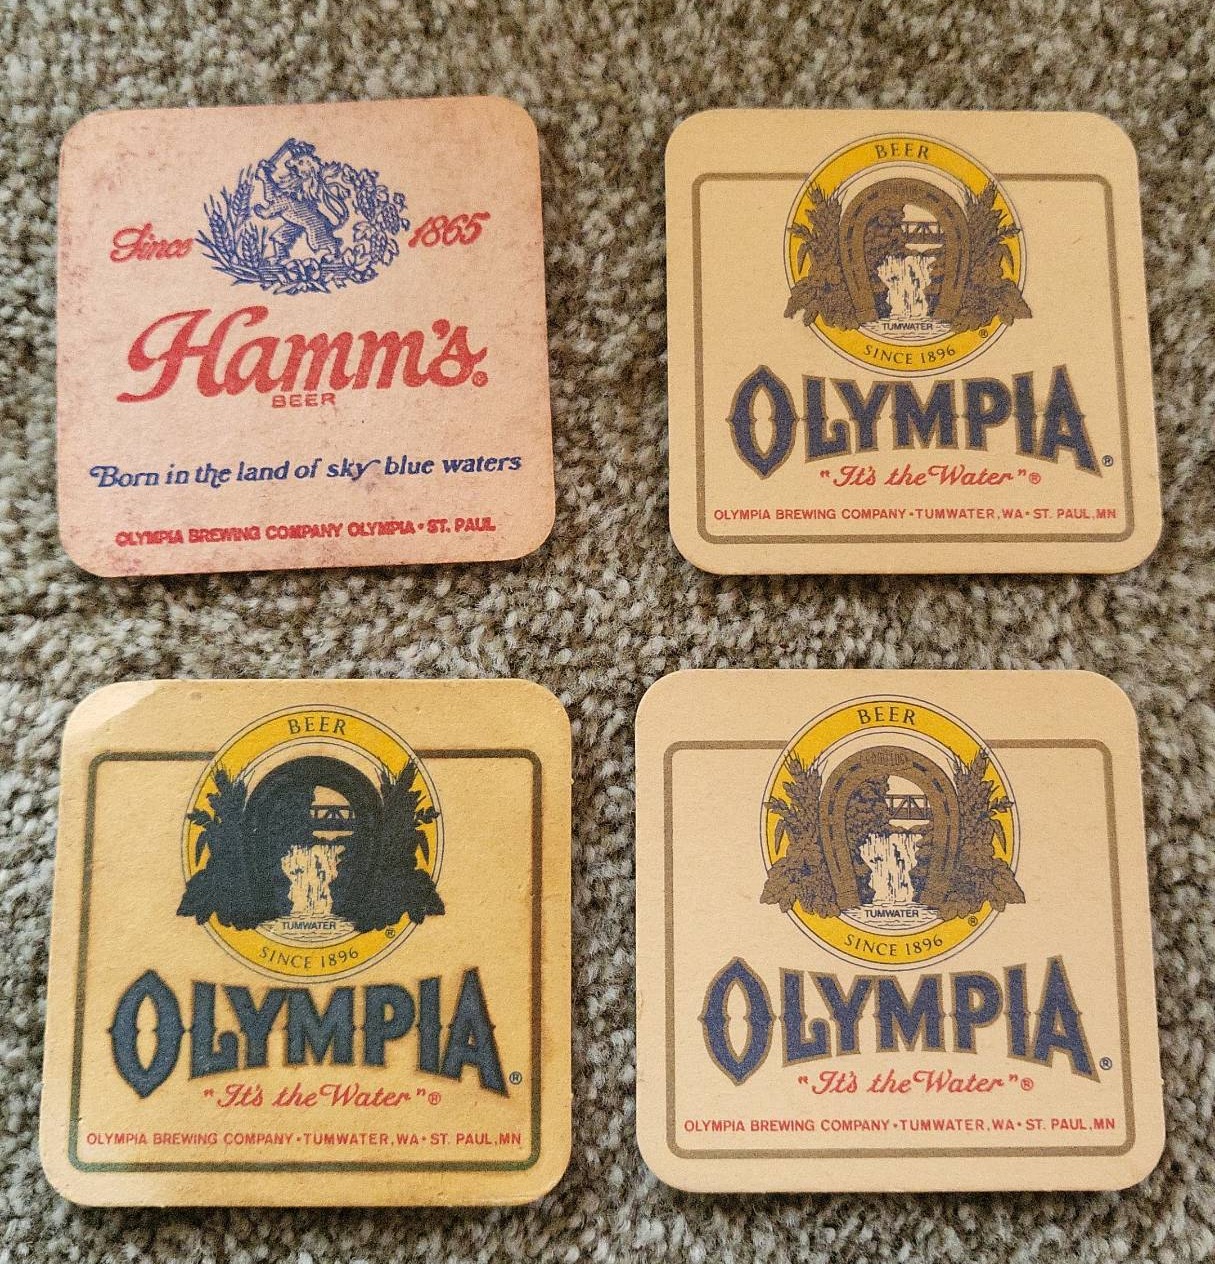 Since 1865
Hamm's®
BEER
Born in the land of sky blue waters
OLYMPIA BREWING COMPANY OLYMPIA • ST. PAUL
BEER
TUMWATER
®
SINCE 1896
OLYMPIA®
"It's the Water"®
OLYMPIA BREWING COMPANY • TUMWATER, WA • ST. PAUL, MN
BEER
TUMWATER
®
SINCE 1896
OLYMPIA®
"It's the Water"®
OLYMPIA BREWING COMPANY • TUMWATER, WA • ST. PAUL, MN
BEER
TUMWATER
®
SINCE 1896
OLYMPIA®
"It's the Water"®
OLYMPIA BREWING COMPANY • TUMWATER, WA • ST. PAUL, MN